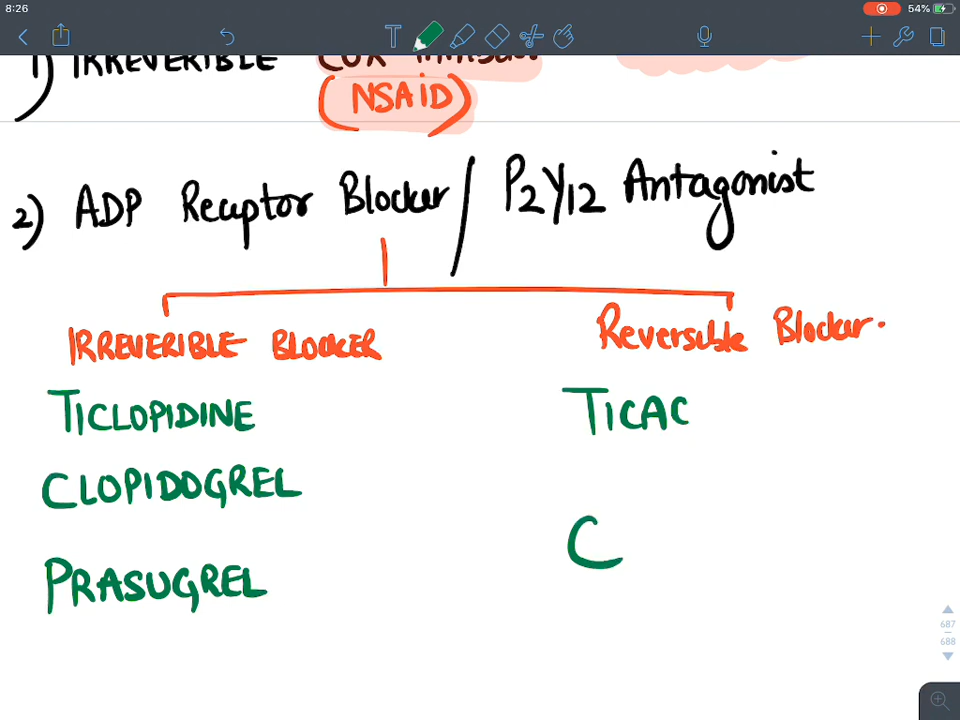 8:26
54%
T
1) IRREVERIBLE
(NSAID)
2) ADP Receptor Blocker / P2Y12 Antagonist
IRREVERIBLE BLOCKER
Reversible Blocker.
TICLOPIDINE
TICAC
CLOPIDOGREL
C
PRASUGREL
687
688